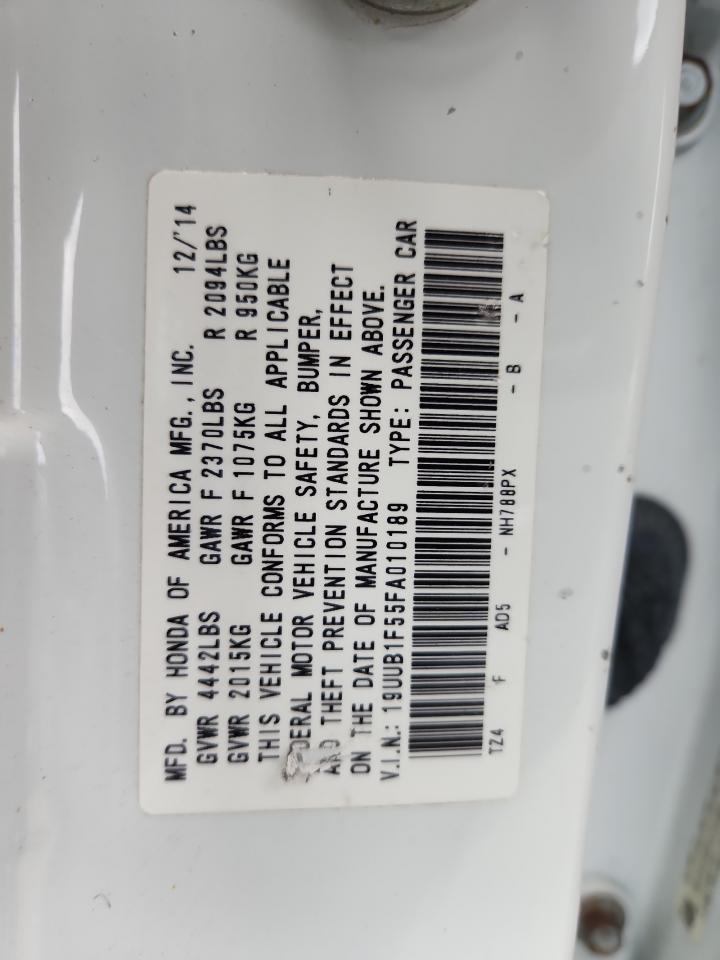 MFD. BY HONDA OF AMERICA MFG., INC. 12/'14
GVWR 4442LBS GAWR F 2370LBS R 2094LBS
GVWR 2015KG GAWR F 1075KG R 950KG
THIS VEHICLE CONFORMS TO ALL APPLICABLE
DERAL MOTOR VEHICLE SAFETY, BUMPER,
AND THEFT PREVENTION STANDARDS IN EFFECT
ON THE DATE OF MANUFACTURE SHOWN ABOVE.
V.I.N.: 19UUB1F55FA010189 TYPE: PASSENGER CAR
TZ4 F AD5 - NH788PX - B - A